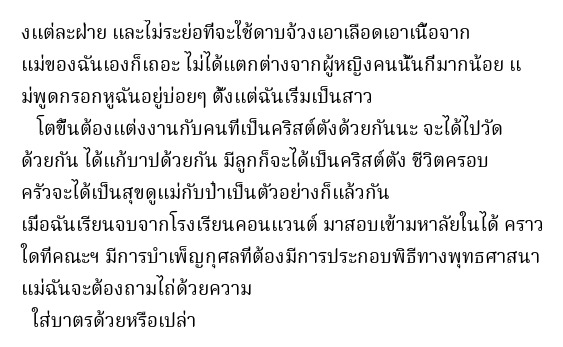 งแต่ละฝ่าย และไม่ระย่อที่จะใช้ดาบจ้วงเอาเลือดเอาเนื้อจาก
แม่ของฉันเองก็เถอะ ไม่ได้แตกต่างจากผู้หญิงคนนั้นกี่มากน้อย แ
ม่พูดกรอกหูฉันอยู่บ่อยๆ ตั้งแต่ฉันเริ่มเป็นสาว
โตขึ้นต้องแต่งงานกับคนที่เป็นคริสต์ตังด้วยกันนะ จะได้ไปวัด
ด้วยกัน ได้แก้บาปด้วยกัน มีลูกก็จะได้เป็นคริสต์ตัง ชีวิตครอบ
ครัวจะได้เป็นสุขดูแม่กับป๋าเป็นตัวอย่างก็แล้วกัน
เมื่อฉันเรียนจบจากโรงเรียนคอนแวนต์ มาสอบเข้ามหาลัยในได้ คราว
ใดที่คณะฯ มีการบำเพ็ญกุศลที่ต้องมีการประกอบพิธีทางพุทธศาสนา
แม่ฉันจะต้องถามไถ่ด้วยความ
ใส่บาตรด้วยหรือเปล่า